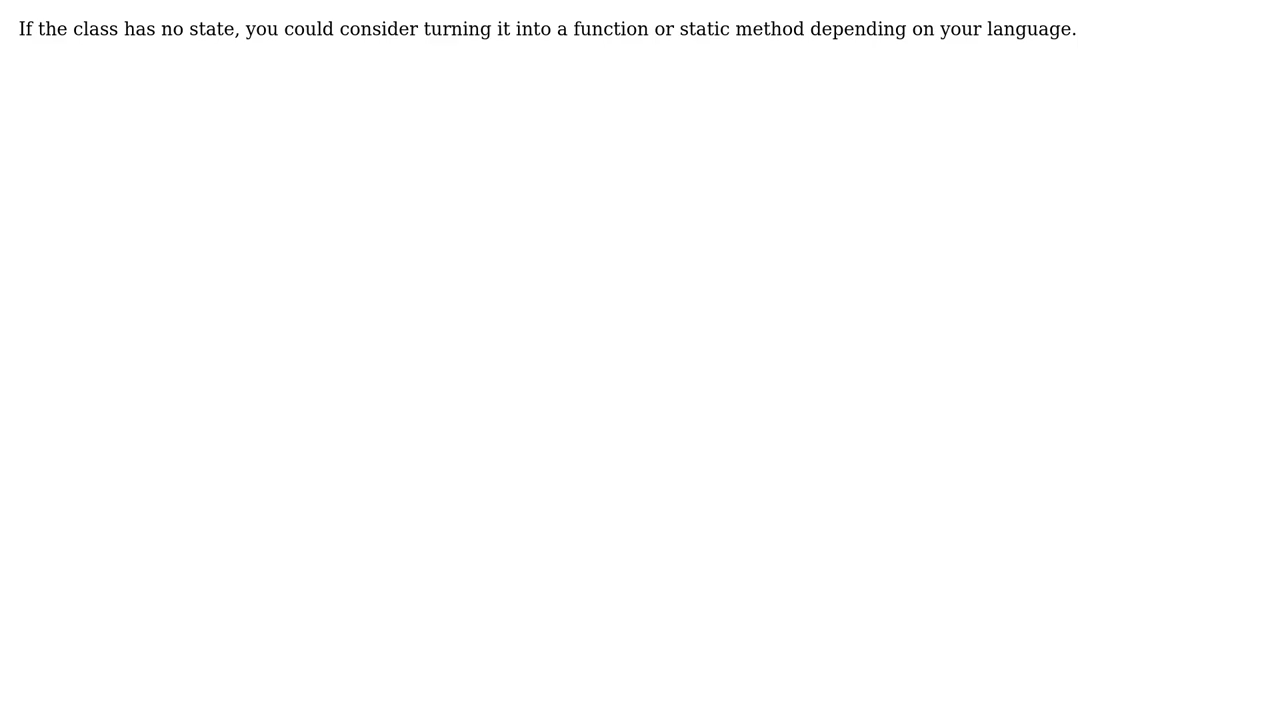 If the class has no state, you could consider turning it into a function or static method depending on your language.